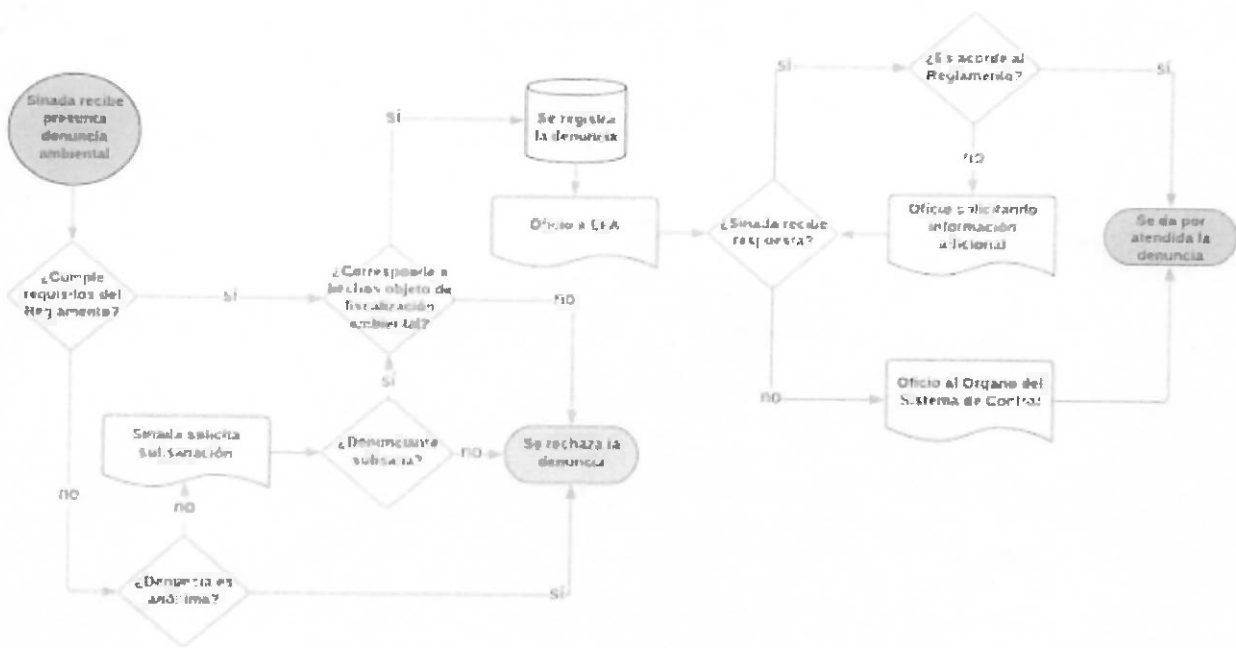 Sinada recibe
presunta
denuncia
ambiental
¿Cumple
requisitos del
Reglamento?
sí
no
¿Denuncia es
anónima?
no
sí
Sinada solicita
subsanación
¿Denunciante
subsana?
sí
no
¿Corresponde a
hechos objeto de
fiscalización
ambiental?
sí
no
Se rechaza la
denuncia
Se registra
la denuncia
Oficio a EFA
¿Sinada recibe
respuesta?
sí
no
¿Es acorde al
Reglamento?
sí
no
Oficio solicitando
información
adicional
Oficio al Organo del
Sistema de Control
Se da por
atendida la
denuncia